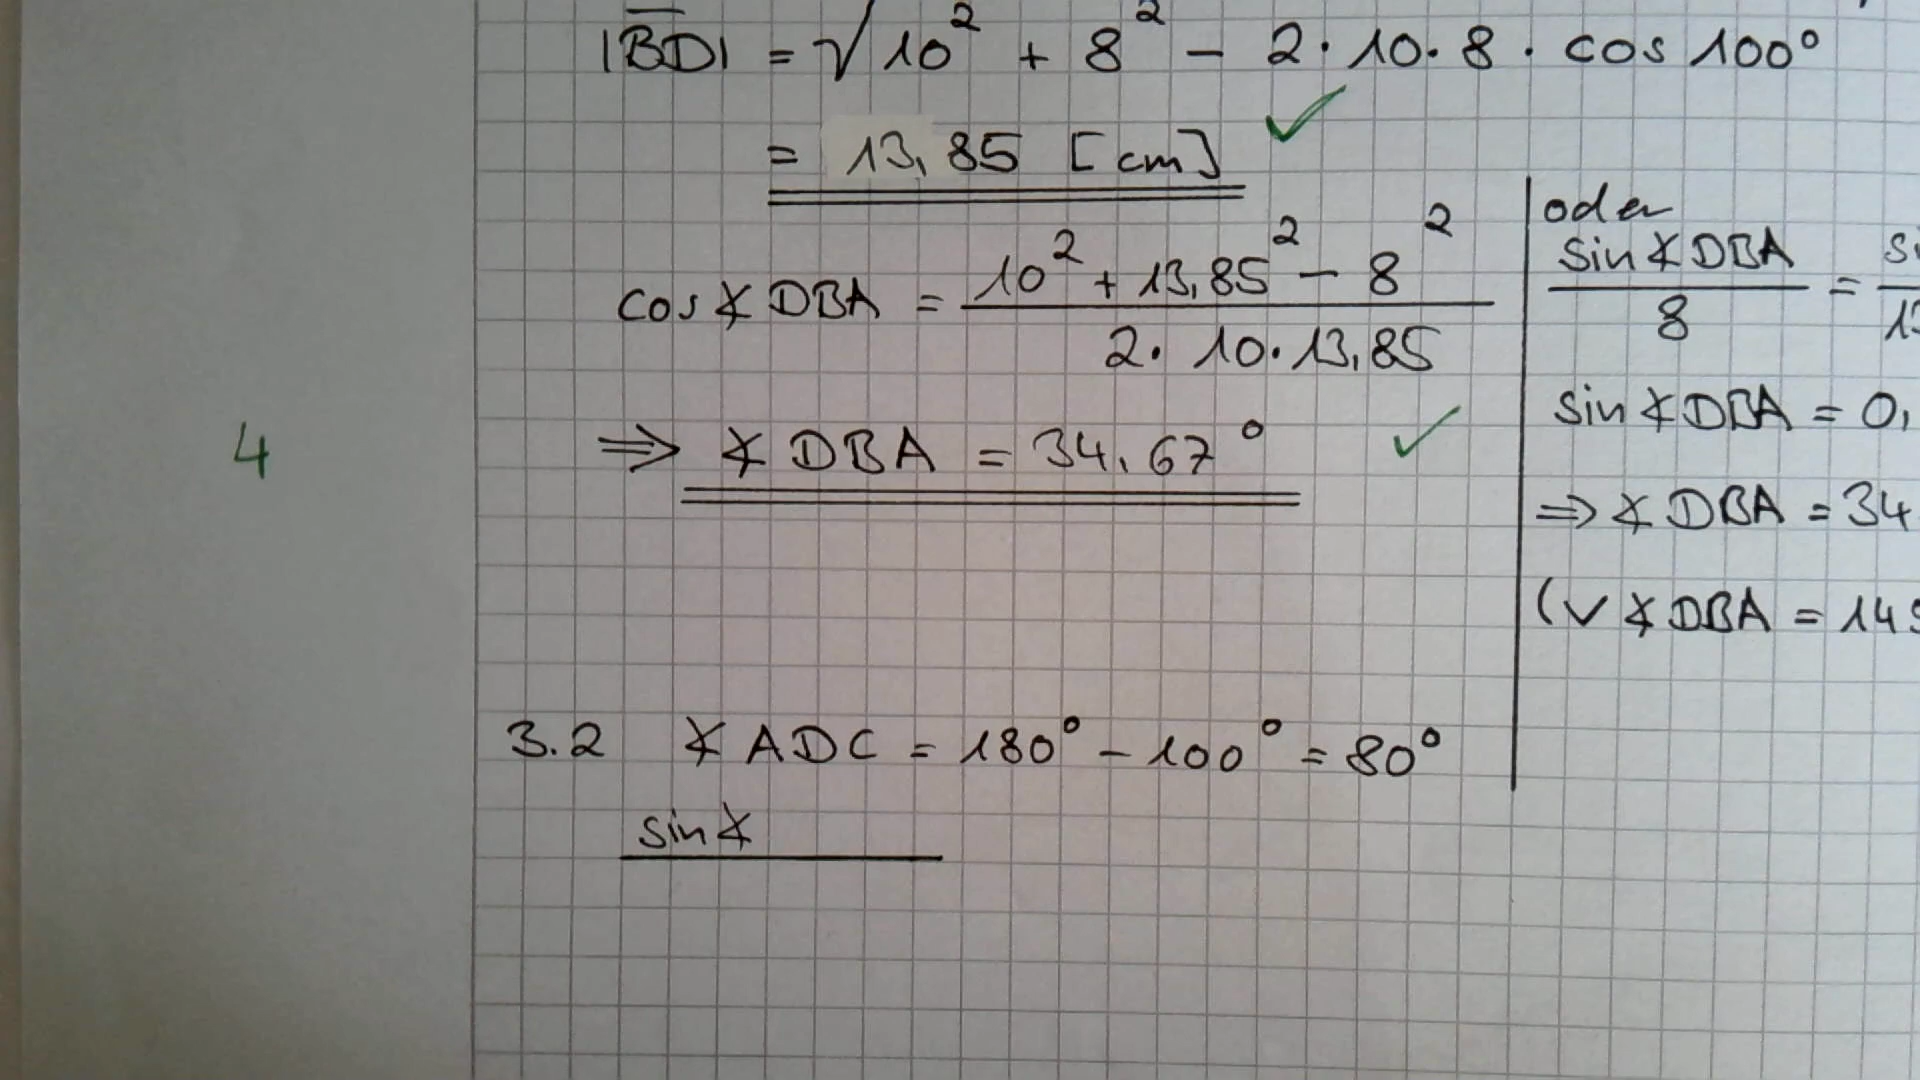 |BD| = √10² + 8² - 2·10·8·cos 100°
= 13,85 [cm]
cos∢DBA = (10² + 13,85² - 8²) / (2·10·13,85)
4
⇒ ∢DBA = 34,67°
oder
sin∢DBA / 8 =
sin∢DBA = 0,
⇒ ∢DBA = 34
(∨ ∢DBA = 14
3.2 ∢ADC = 180° - 100° = 80°
sin∢